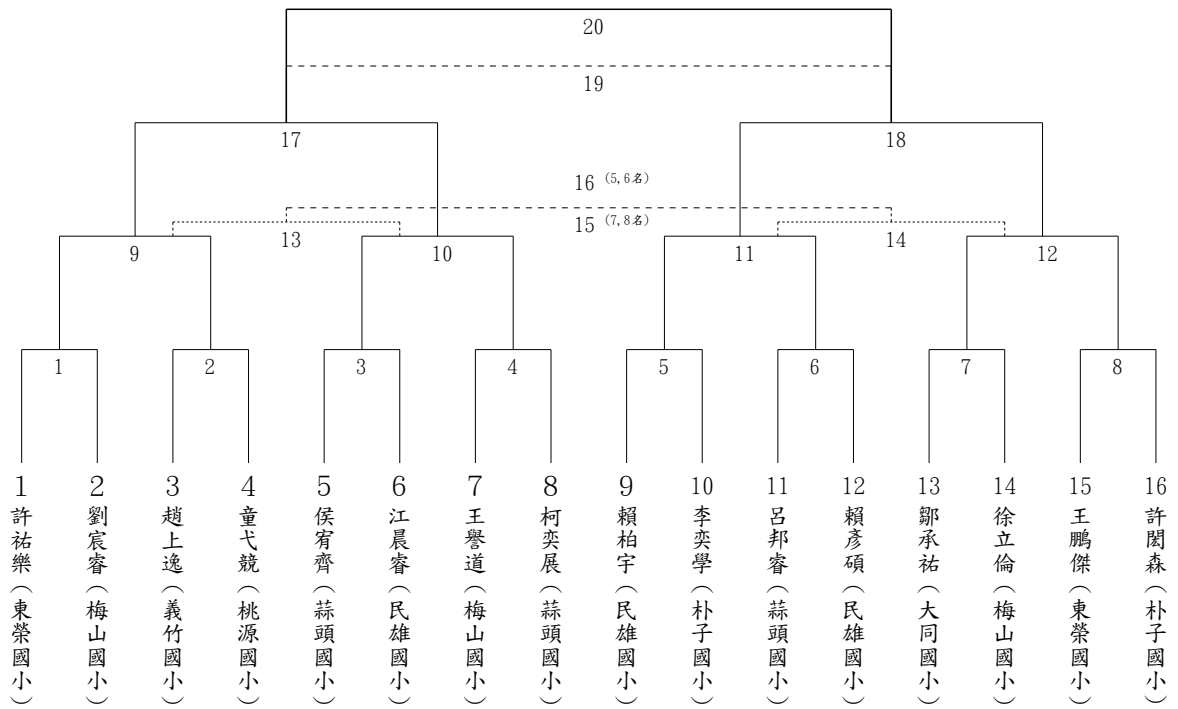 20
19
17
18
16 (5,6名)
15 (7,8名)
13
14
9
10
11
12
1
2
3
4
5
6
7
8
1 許祐樂（東榮國小）
2 劉宸睿（梅山國小）
3 趙上逸（義竹國小）
4 童弋競（桃源國小）
5 侯宥齊（蒜頭國小）
6 江晨睿（民雄國小）
7 王譽道（梅山國小）
8 柯奕展（蒜頭國小）
9 賴柏宇（民雄國小）
10 李奕學（朴子國小）
11 呂邦睿（蒜頭國小）
12 賴彥碩（民雄國小）
13 鄒承祐（大同國小）
14 徐立倫（梅山國小）
15 王鵬傑（東榮國小）
16 許閎森（朴子國小）